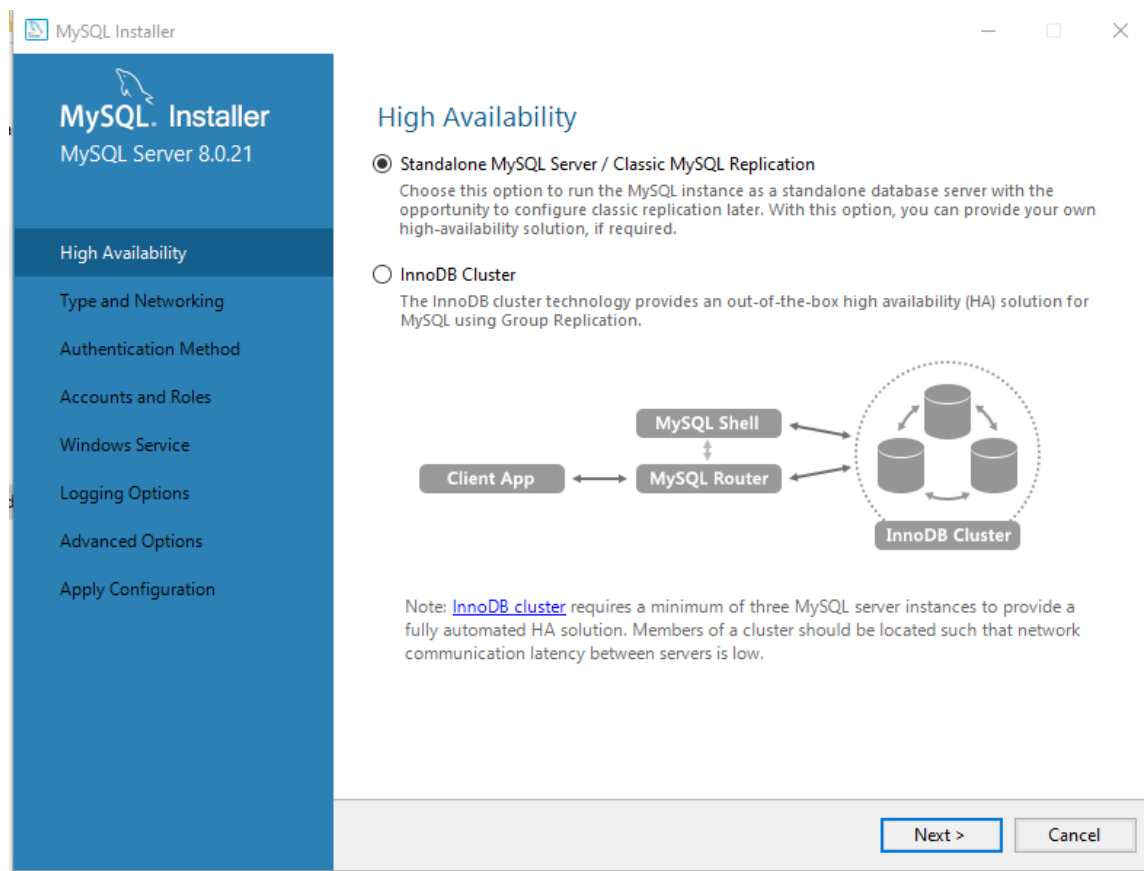 MySQL Installer
MySQL. Installer
MySQL Server 8.0.21
High Availability
Type and Networking
Authentication Method
Accounts and Roles
Windows Service
Logging Options
Advanced Options
Apply Configuration
High Availability
Standalone MySQL Server / Classic MySQL Replication
Choose this option to run the MySQL instance as a standalone database server with the
opportunity to configure classic replication later. With this option, you can provide your own
high-availability solution, if required.
InnoDB Cluster
The InnoDB cluster technology provides an out-of-the-box high availability (HA) solution for
MySQL using Group Replication.
MySQL Shell
Client App
MySQL Router
InnoDB Cluster
Note: InnoDB cluster requires a minimum of three MySQL server instances to provide a
fully automated HA solution. Members of a cluster should be located such that network
communication latency between servers is low.
Next >
Cancel